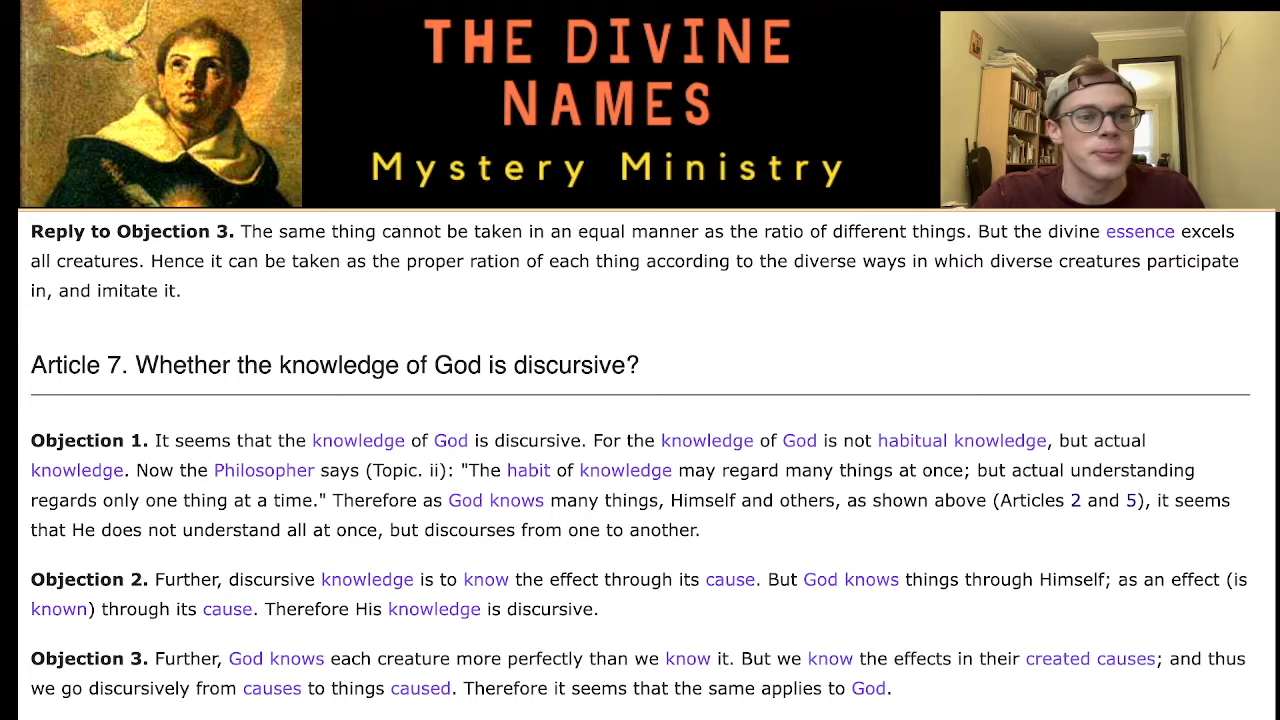 THE DIVINE
NAMES
Mystery Ministry
Reply to Objection 3. The same thing cannot be taken in an equal manner as the ratio of different things. But the divine essence excels
all creatures. Hence it can be taken as the proper ration of each thing according to the diverse ways in which diverse creatures participate
in, and imitate it.
Article 7. Whether the knowledge of God is discursive?
Objection 1. It seems that the knowledge of God is discursive. For the knowledge of God is not habitual knowledge, but actual
knowledge. Now the Philosopher says (Topic. ii): "The habit of knowledge may regard many things at once; but actual understanding
regards only one thing at a time." Therefore as God knows many things, Himself and others, as shown above (Articles 2 and 5), it seems
that He does not understand all at once, but discourses from one to another.
Objection 2. Further, discursive knowledge is to know the effect through its cause. But God knows things through Himself; as an effect (is
known) through its cause. Therefore His knowledge is discursive.
Objection 3. Further, God knows each creature more perfectly than we know it. But we know the effects in their created causes; and thus
we go discursively from causes to things caused. Therefore it seems that the same applies to God.